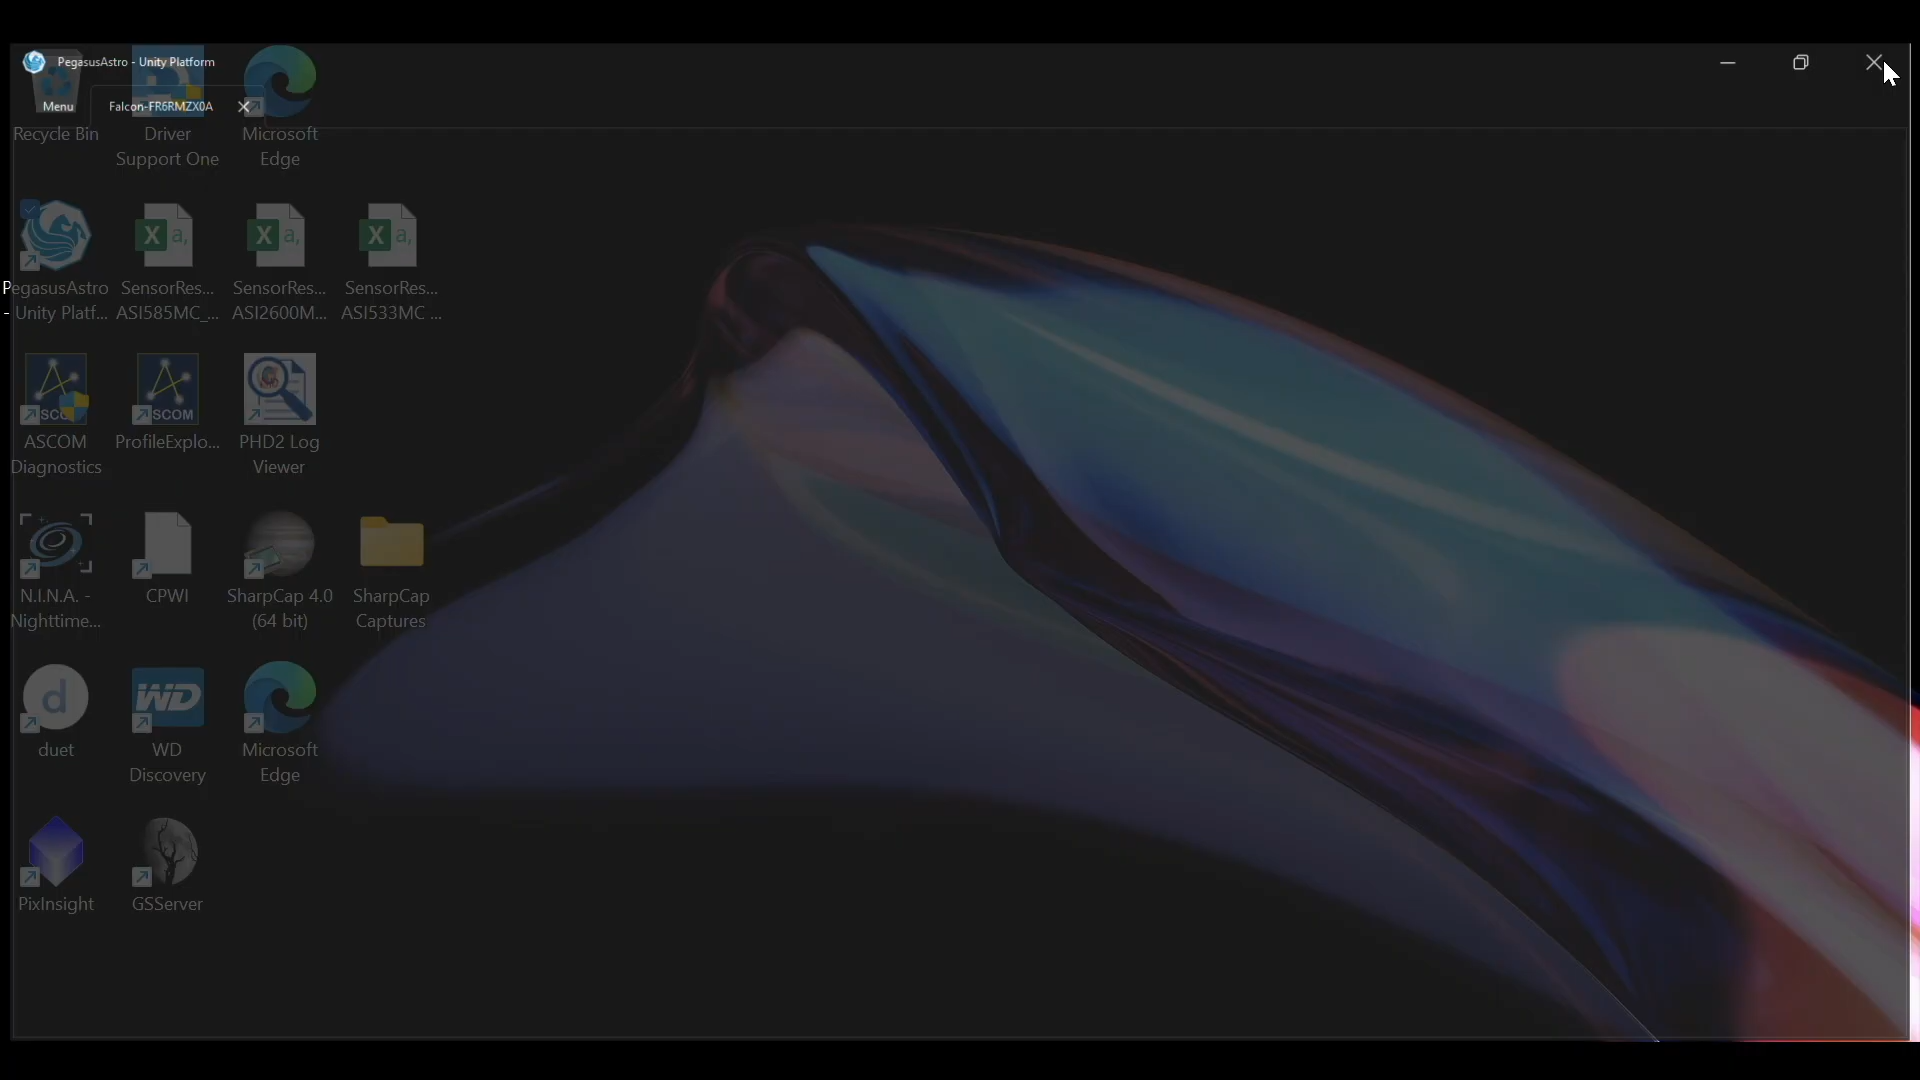 PegasusAstro - Unity Platform
Menu
Falcon-FR6RMZX0A
Recycle Bin
Driver
Support One
Microsoft
Edge
PegasusAstro
- Unity Platf...
SensorRes...
ASI585MC_...
SensorRes...
ASI2600M...
SensorRes...
ASI533MC ...
ASCOM
Diagnostics
SCOM
ProfileExplo...
PHD2 Log
Viewer
N.I.N.A. -
Nighttime...
CPWI
SharpCap 4.0
(64 bit)
SharpCap
Captures
d
duet
WD
WD
Discovery
Microsoft
Edge
PixInsight
GSServer